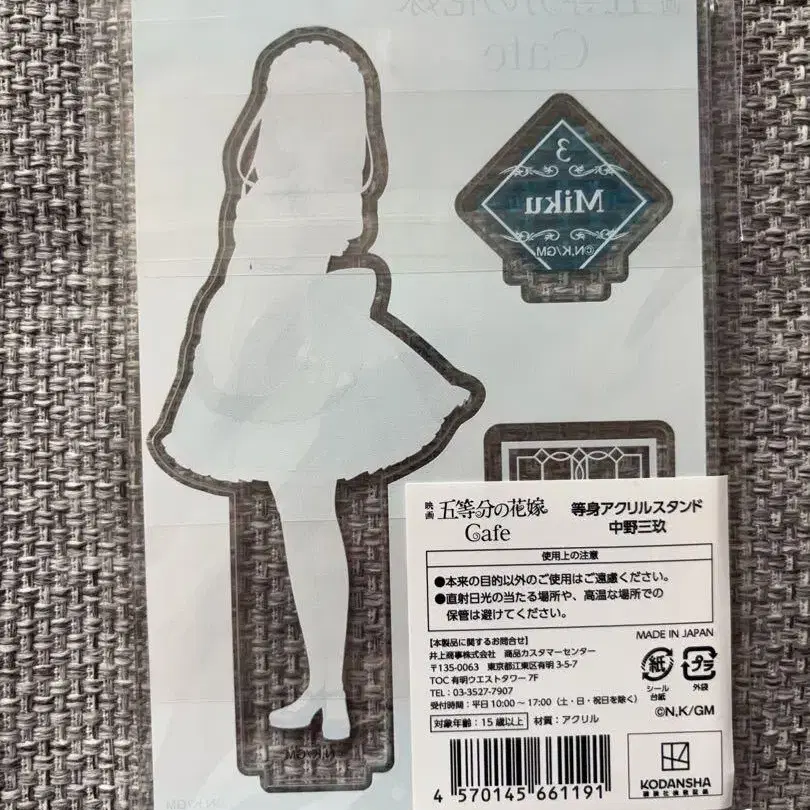 五等分の花嫁
Cafe
3
Miku
©N.K/GM
映画 五等分の花嫁
Cafe
等身アクリルスタンド
中野三玖
使用上の注意
●本来の目的以外のご使用はご遠慮ください。
●直射日光の当たる場所や、高温な場所での
保管は避けてください。
【本製品に関するお問合せ】
井上商事株式会社 商品カスタマーセンター
〒135-0063 東京都江東区有明 3-5-7
TOC 有明ウエストタワー 7F
TEL : 03-3527-7907
受付時間 : 平日 10:00 ~ 17:00 (土・日・祝日を除く)
対象年齢 : 15 歳以上 材質 : アクリル
MADE IN JAPAN
紙
シール
台紙
プラ
外袋
©N.K/GM
4 570145 661191
KODANSHA
©N.K/GM